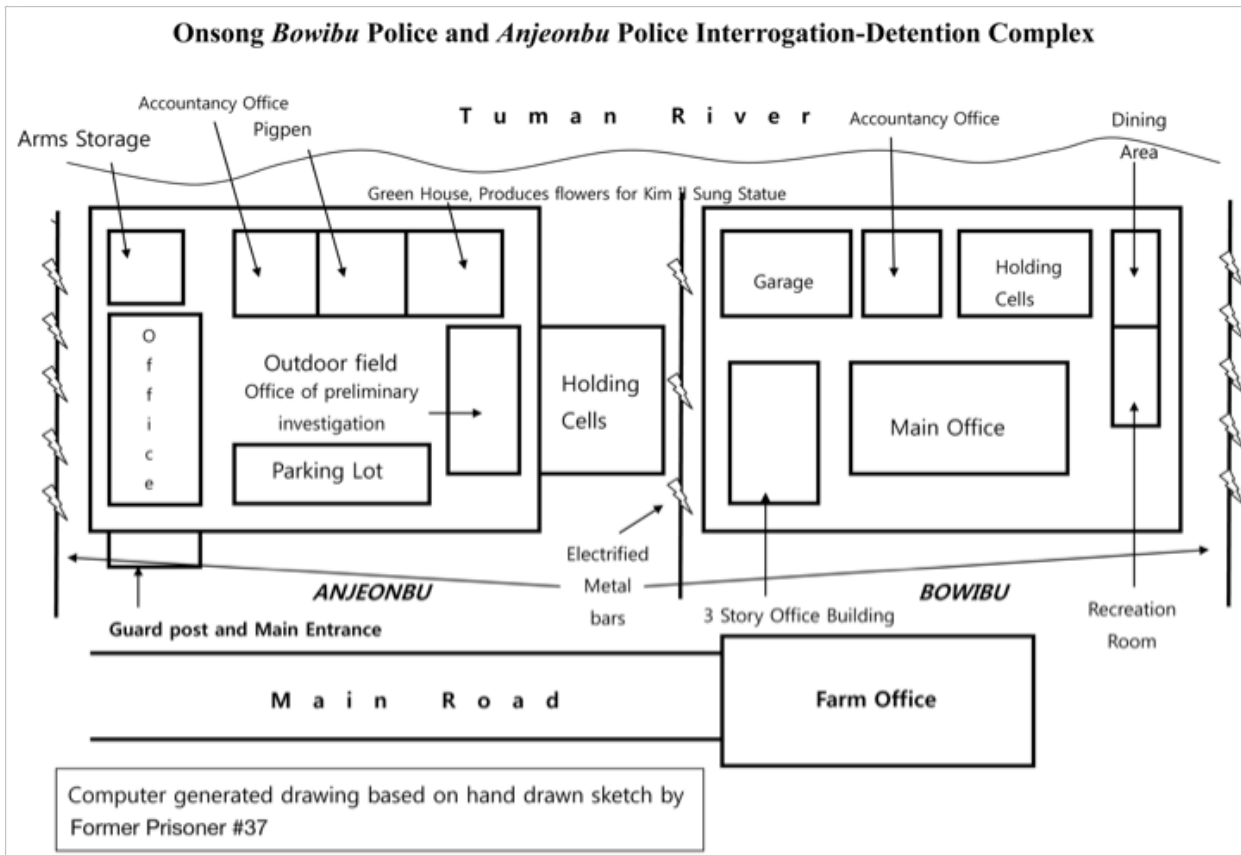 Onsong Bowibu Police and Anjeonbu Police Interrogation-Detention Complex
Accountancy Office
Pigpen
Arms Storage
Tuman River
Accountancy Office
Dining
Area
Green House, Produces flowers for Kim Il Sung Statue
Garage
Holding
Cells
Office
Outdoor field
Office of preliminary
investigation
Holding
Cells
Parking Lot
Main Office
Electrified
Metal
bars
ANJEONBU
BOWIBU
Guard post and Main Entrance
3 Story Office Building
Recreation
Room
Main Road
Farm Office
Computer generated drawing based on hand drawn sketch by
Former Prisoner #37